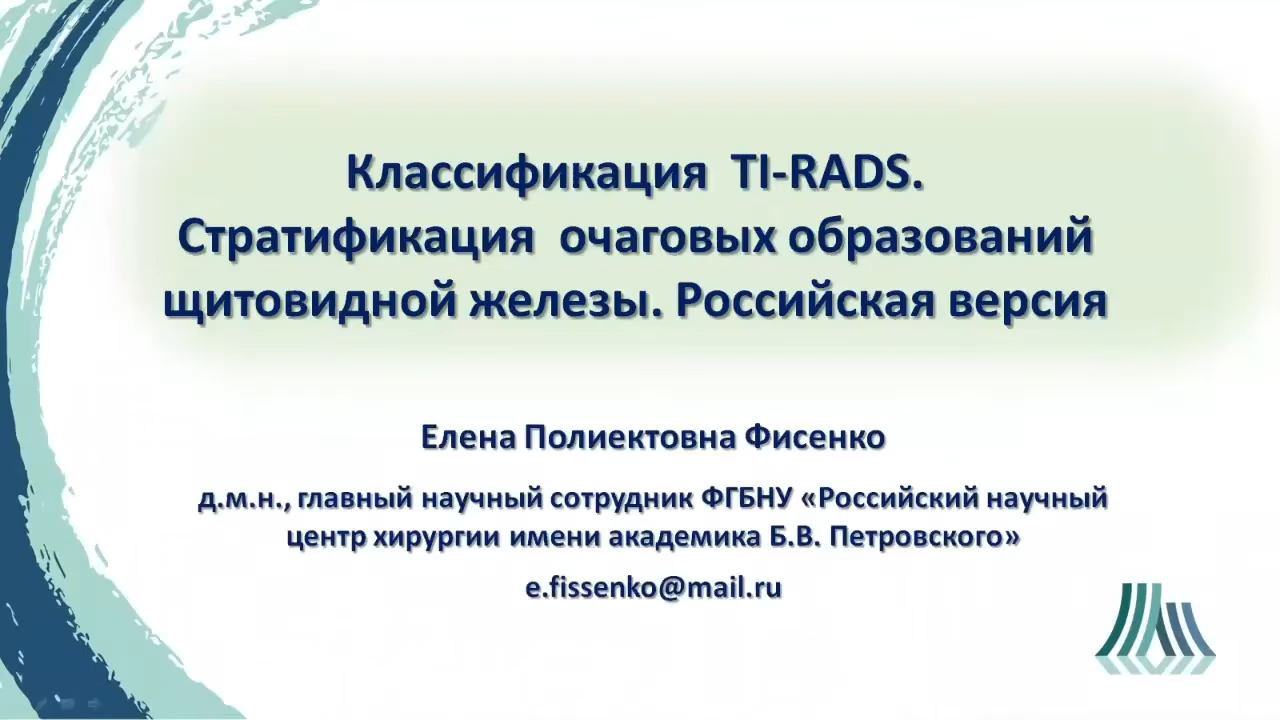 Классификация TI-RADS.
Стратификация очаговых образований
щитовидной железы. Российская версия
Елена Полиектовна Фисенко
д.м.н., главный научный сотрудник ФГБНУ «Российский научный
центр хирургии имени академика Б.В. Петровского»
e.fissenko@mail.ru